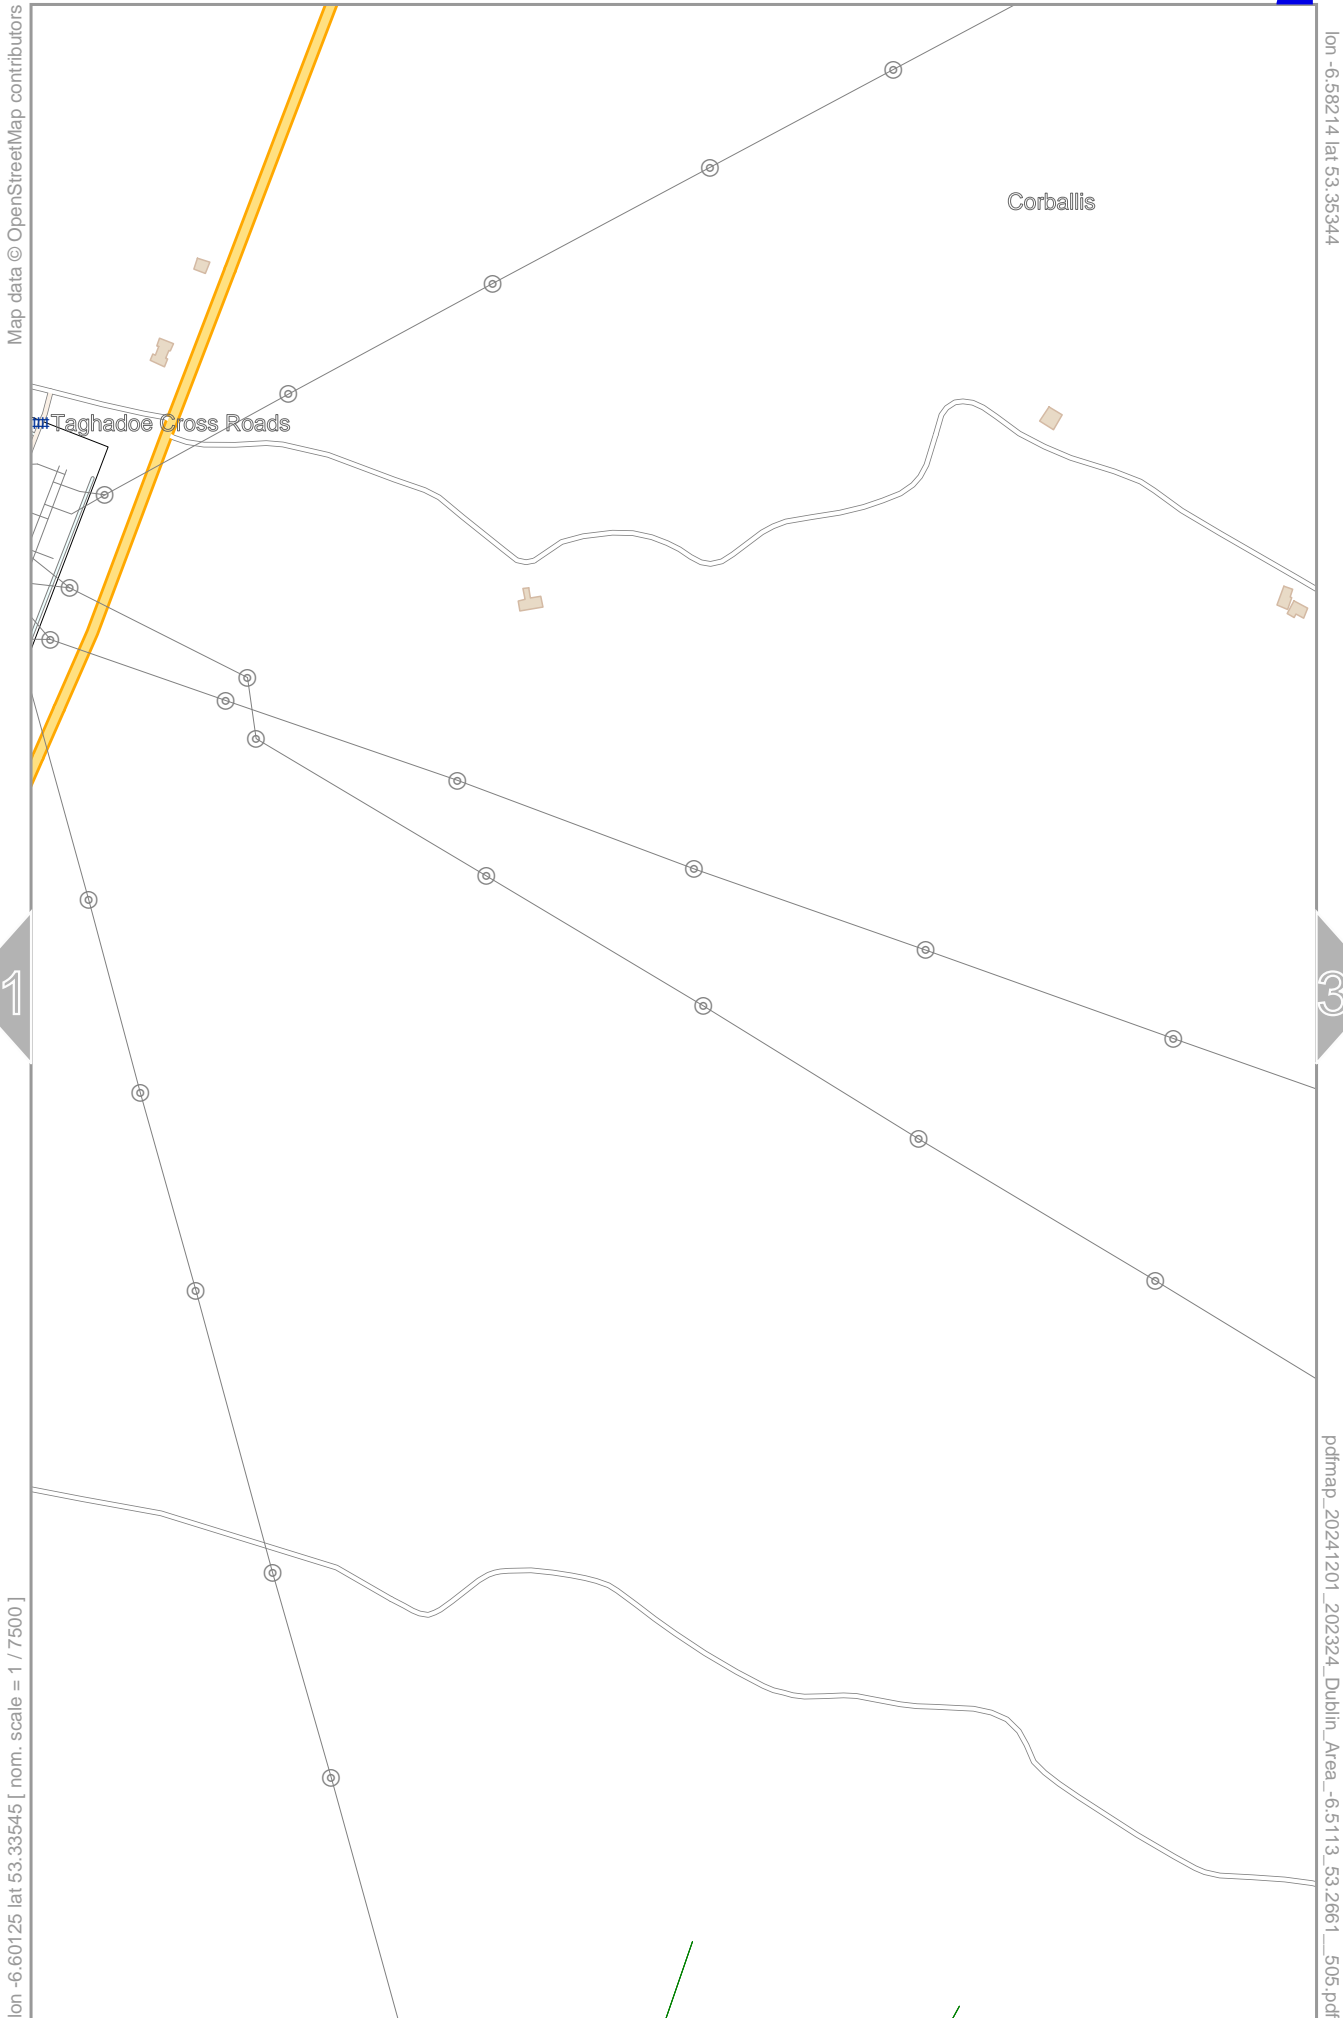 Map data © OpenStreetMap contributors
lon -6.58214 lat 53.35344
Corballis
Taghadoe Cross Roads
1
3
lon -6.60125 lat 53.33545 [ nom. scale = 1 / 7500 ]
pdfmap_20241201_202324_Dublin_Area_-6.5113_53.2661__505.pdf